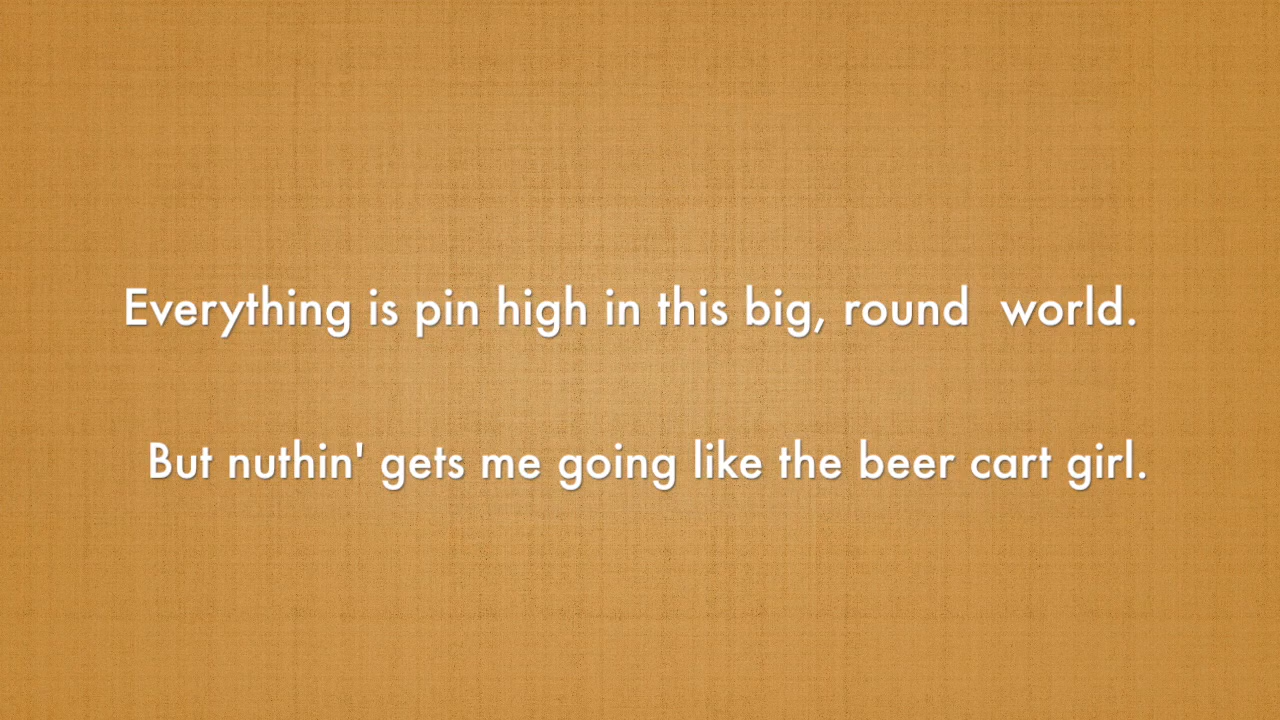 Everything is pin high in this big, round  world.
But nuthin' gets me going like the beer cart girl.